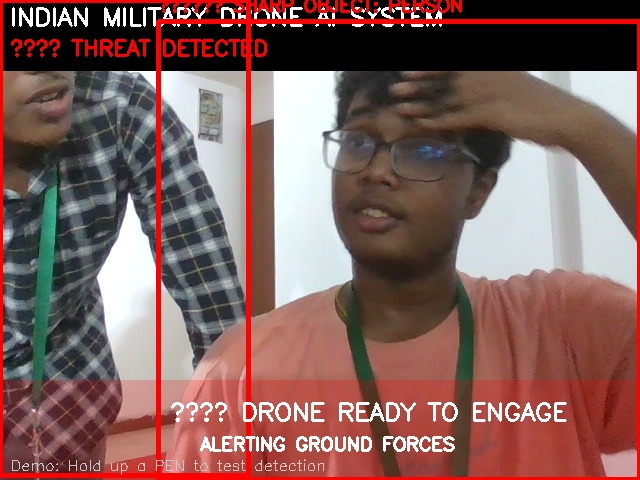 ????? SHARP OBJECT: PERSON
INDIAN MILITARY DRONE AI SYSTEM
???? THREAT DETECTED
???? DRONE READY TO ENGAGE
ALERTING GROUND FORCES
Demo: Hold up a PEN to test detection